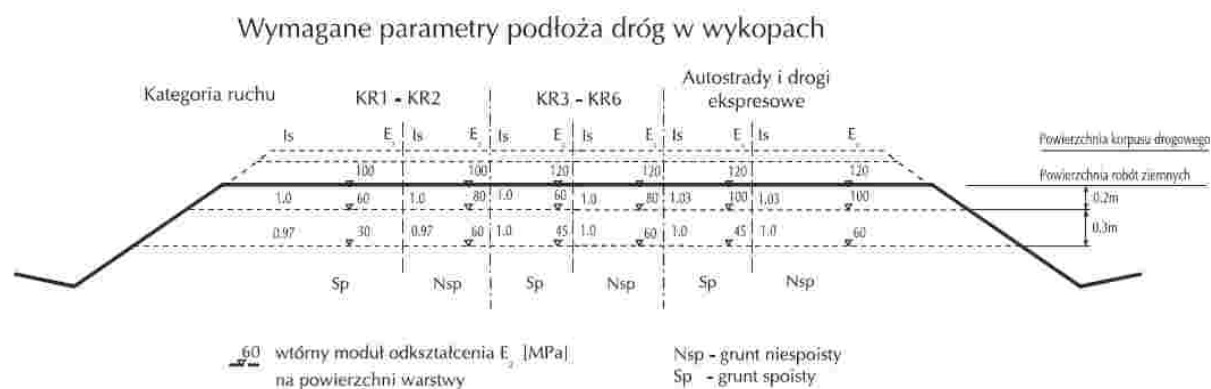 Wymagane parametry podłoża dróg w wykopach
Kategoria ruchu KR1 - KR2 KR3 - KR6 Autostrady i drogi ekspresowe
Is E₂ Is E₂ Is E₂ Is E₂ Is E₂ Is E₂
Powierzchnia korpusu drogowego
100 100 120 120 120 120
Powierzchnia robót ziemnych
1.0 60 1.0 80 1.0 60 1.0 80 1.03 100 1.03 100 0.2m
0.97 30 0.97 60 1.0 45 1.0 60 1.0 45 1.0 60 0,3m
Sp Nsp Sp Nsp Sp Nsp
60 wtórny moduł odkształcenia E₂ [MPa]
na powierzchni warstwy
Nsp - grunt niespoisty
Sp - grunt spoisty